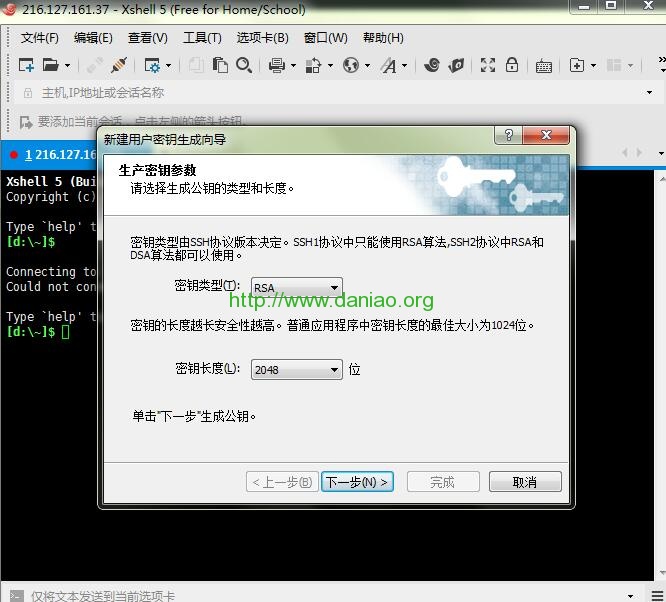 216.127.161.37 - Xshell 5 (Free for Home/School)
文件(F) 编辑(E) 查看(V) 工具(T) 选项卡(B) 窗口(W) 帮助(H)
主机,IP地址或会话名称
要添加当前会话，点击左侧的箭头按钮。
1 216.127.16
新建用户密钥生成向导
生产密钥参数
请选择生成公钥的类型和长度。
密钥类型由SSH协议版本决定。SSH1协议中只能使用RSA算法,SSH2协议中RSA和
DSA算法都可以使用。
密钥类型(T): RSA
http://www.daniao.org
密钥的长度越长安全性越高。普通应用程序中密钥长度的最佳大小为1024位。
密钥长度(L): 2048 位
单击"下一步"生成公钥。
< 上一步(B) 下一步(N) > 完成 取消
Xshell 5 (Bui
Copyright (c)
Type `help' t
[d:\~]$
Connecting to
Could not con
Type `help' t
[d:\~]$
仅将文本发送到当前选项卡